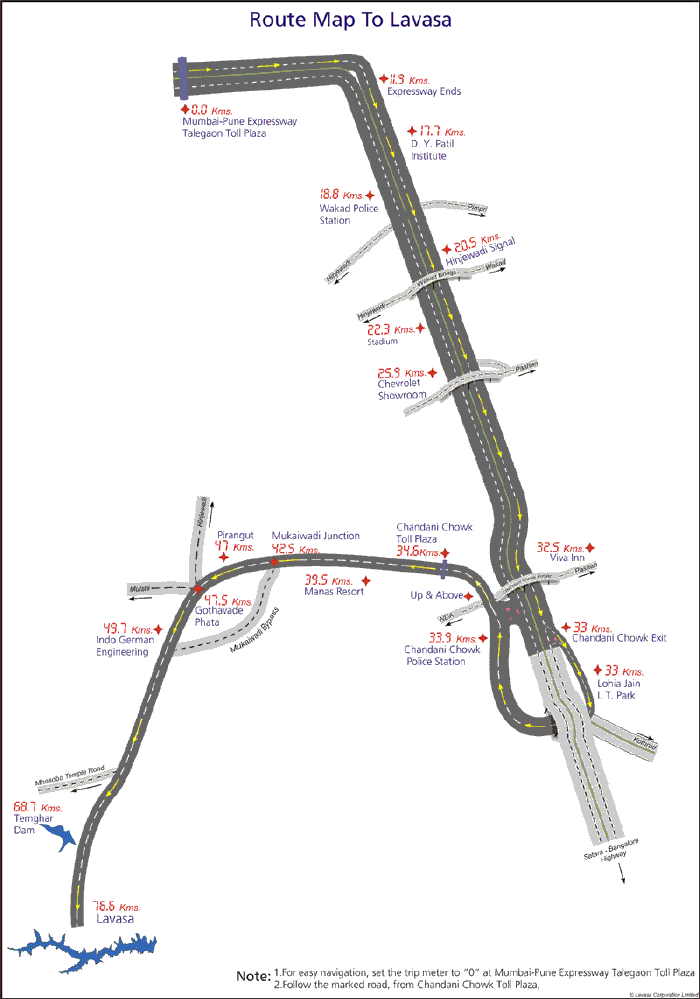 Route Map To Lavasa
0.0 Kms.
Mumbai-Pune Expressway
Talegaon Toll Plaza
11.9 Kms.
Expressway Ends
17.7 Kms.
D. Y. Patil
Institute
18.8 Kms.
Wakad Police
Station
Hinjewadi
20.5 Kms.
Hinjewadi Signal
Wakad Bridge
Wakad
Hinjewadi
22.3 Kms.
Stadium
25.9 Kms.
Chevrolet
Showroom
Pashan
Hinjewadi
Pirangut
47 Kms.
Mukaiwadi Junction
42.5 Kms.
Chandani Chowk
Toll Plaza
34.6 Kms.
32.5 Kms.
Viva Inn
Pashan
39.5 Kms.
Manas Resort
Up & Above
NDA
Mulshi
47.5 Kms.
Gothavade
Phata
Mukaiwadi Bypass
49.7 Kms.
Indo German
Engineering
33.9 Kms.
Chandani Chowk
Police Station
33 Kms.
Chandani Chowk Exit
33 Kms.
Lohia Jain
I. T. Park
Kothrud
Mhasoba Temple Road
68.7 Kms.
Temghar
Dam
Satara - Bangalore
Highway
78.6 Kms.
Lavasa
Note: 1.For easy navigation, set the trip meter to "0" at Mumbai-Pune Expressway Talegaon Toll Plaza
2.Follow the marked road, from Chandani Chowk Toll Plaza.
© Lavasa Corporation Limited